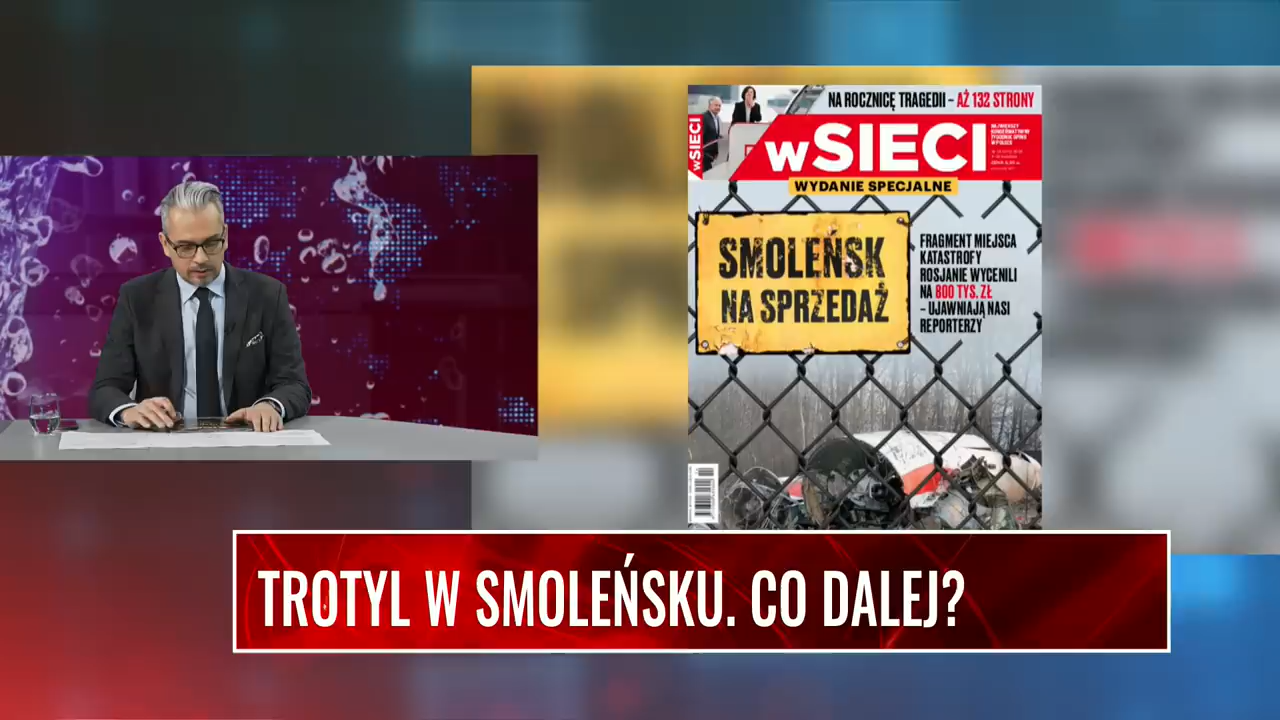 NA ROCZNICĘ TRAGEDII – AŻ 132 STRONY
wSIECI
wSIECI
WYDANIE SPECJALNE
SMOLEŃSK
NA SPRZEDAŻ
FRAGMENT MIEJSCA
KATASTROFY
ROSJANIE WYCENILI
NA 800 TYS. ZŁ
– UJAWNIAJĄ NASI
REPORTERZY
TROTYL W SMOLEŃSKU. CO DALEJ?